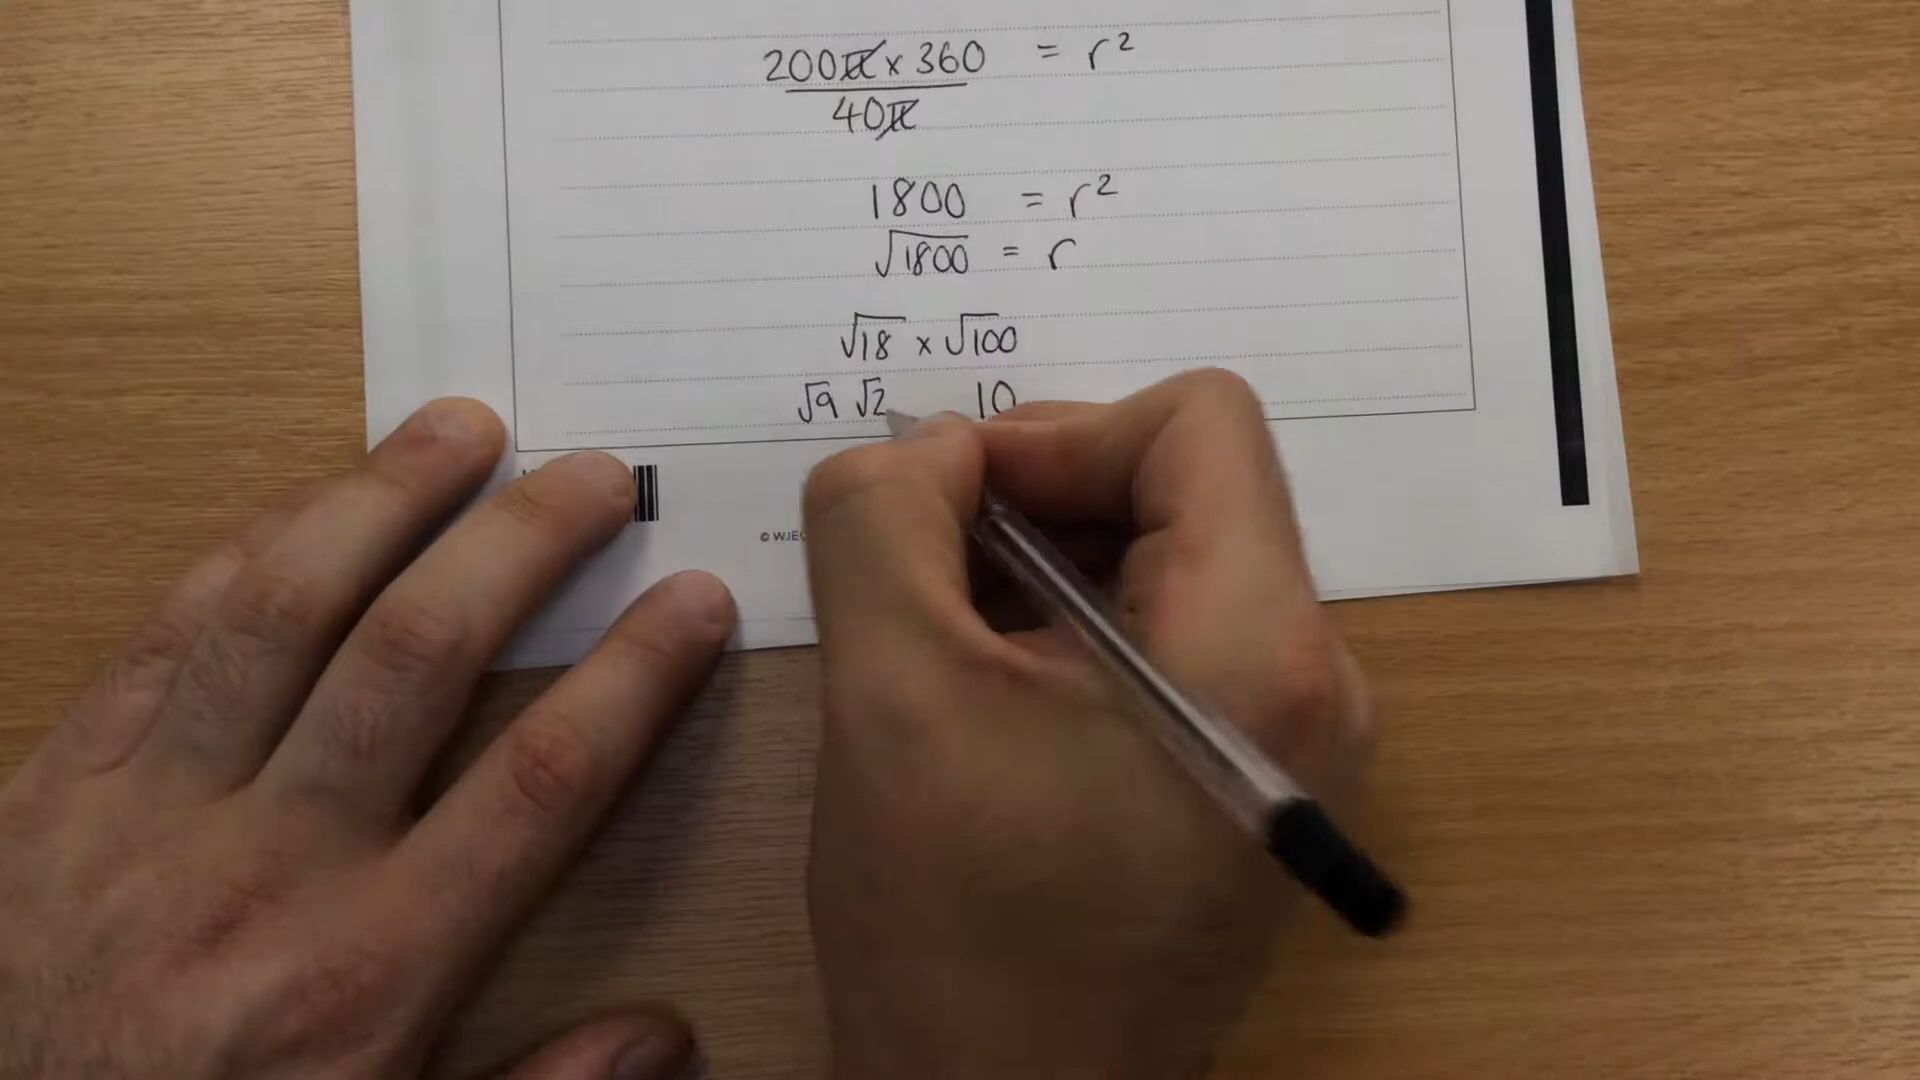 200π x 360 = r²
40π
1800 = r²
√1800 = r
√18 x √100
√9 √2 10
© WJEC